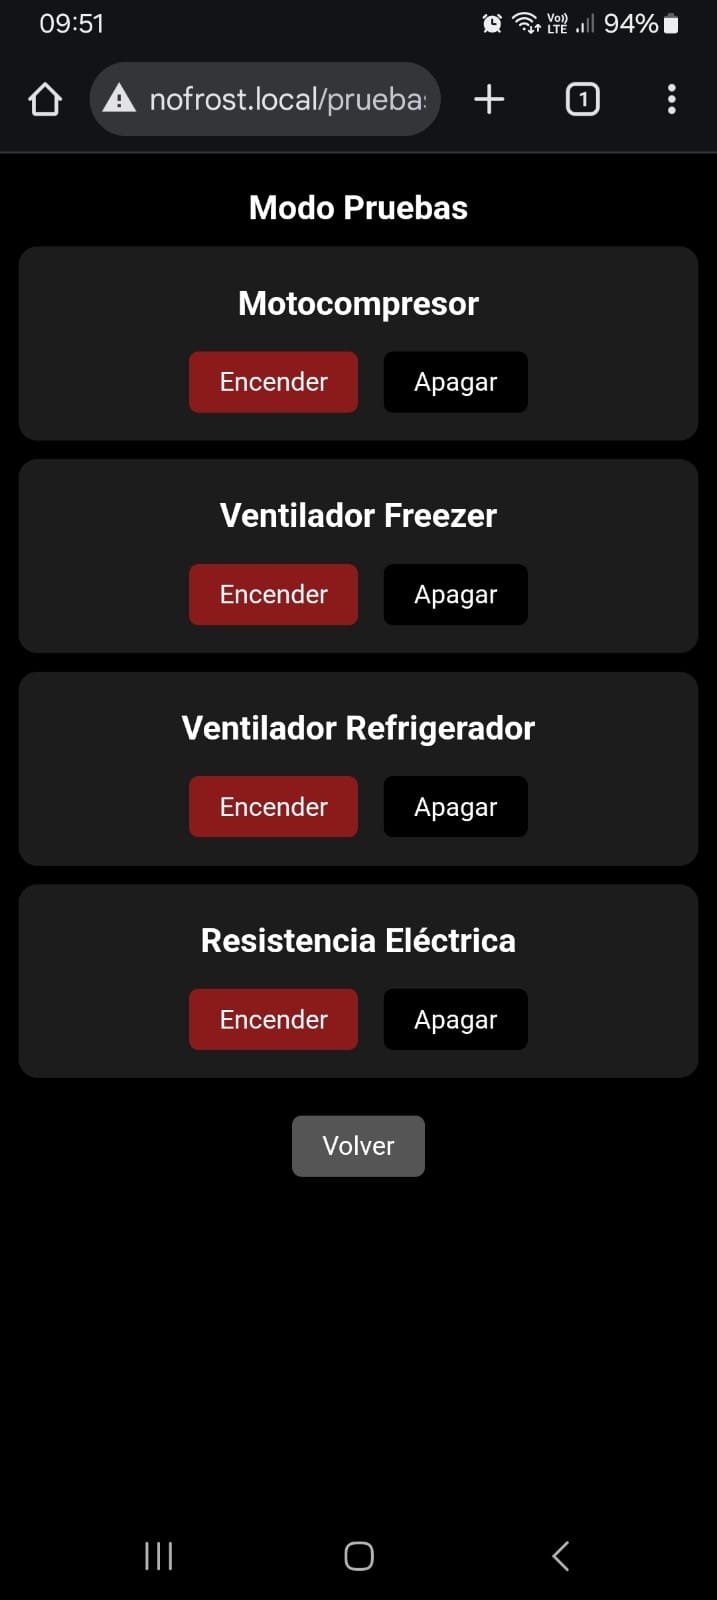 09:51 Vo)) LTE 94%
nofrost.local/pruebas
1
Modo Pruebas
Motocompresor
Encender Apagar
Ventilador Freezer
Encender Apagar
Ventilador Refrigerador
Encender Apagar
Resistencia Eléctrica
Encender Apagar
Volver